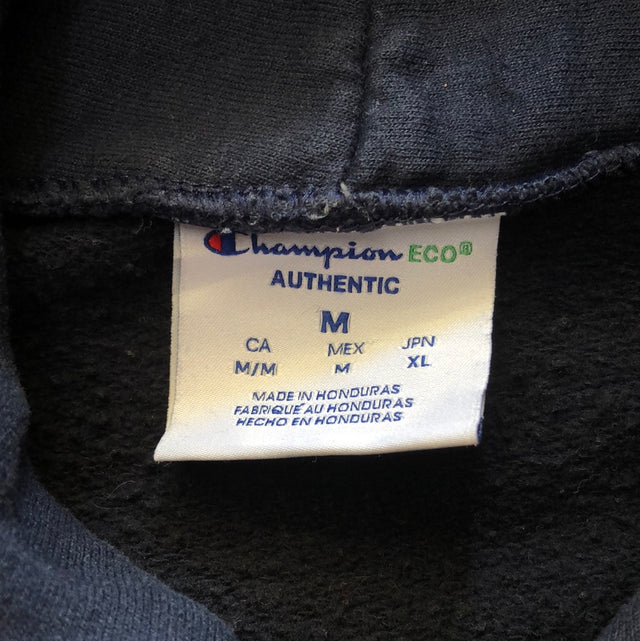 Champion ECO®
AUTHENTIC
M
CA MEX JPN
M/M M XL
MADE IN HONDURAS
FABRIQUÉ AU HONDURAS
HECHO EN HONDURAS